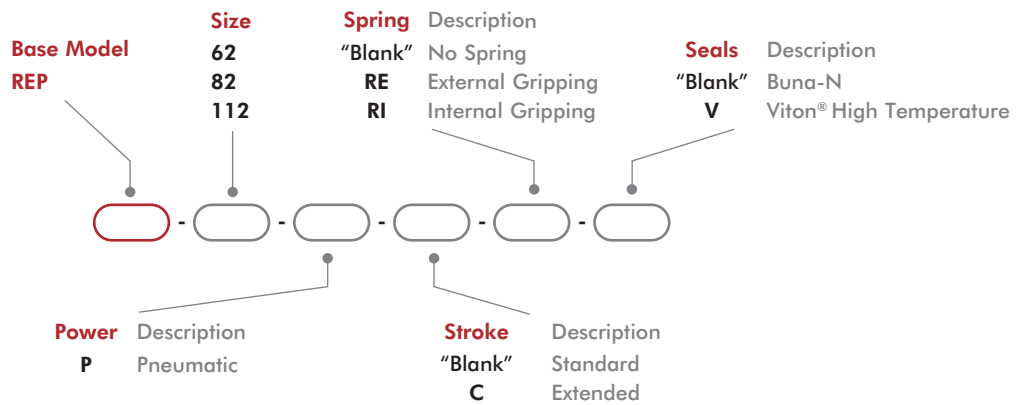 Size
Spring Description
Base Model
62
“Blank” No Spring
Seals Description
REP
82
RE External Gripping
“Blank” Buna-N
112
RI Internal Gripping
V Viton® High Temperature
- - - - -
Power Description
Stroke Description
P Pneumatic
“Blank” Standard
C Extended